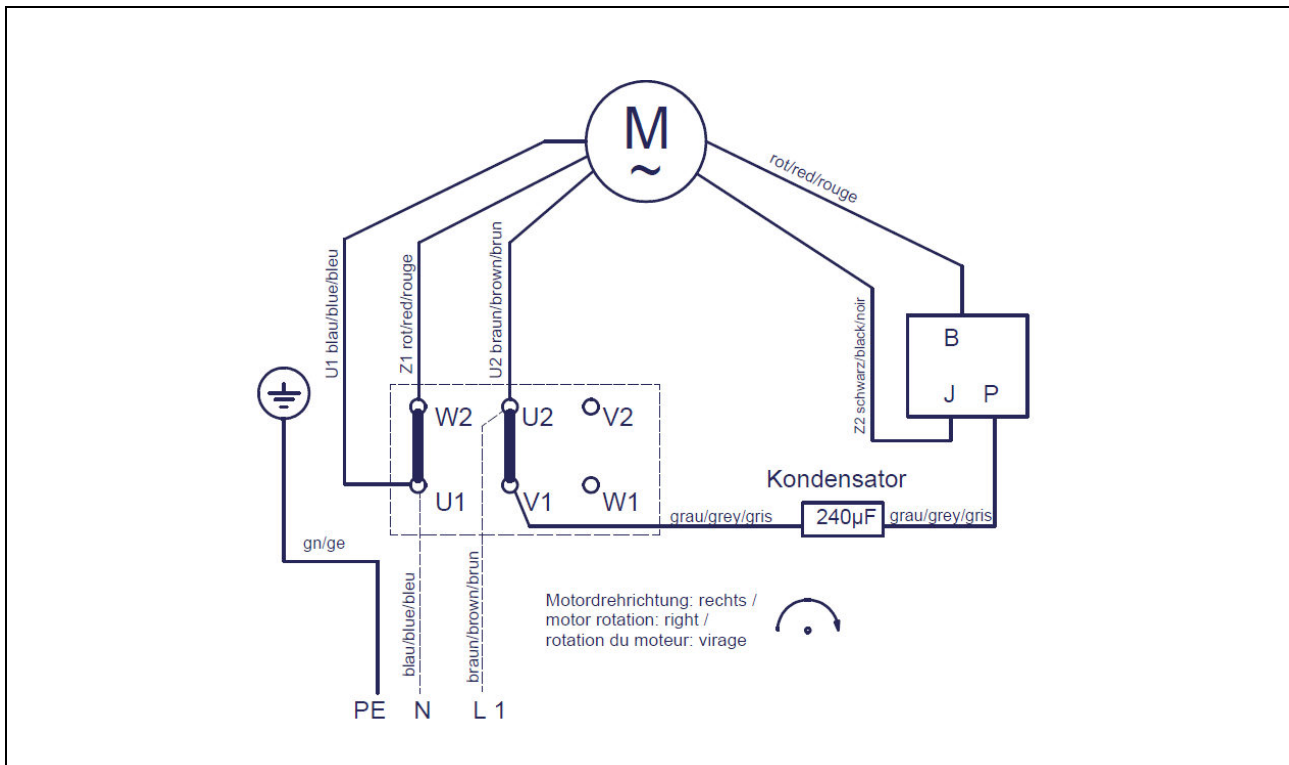 M
~
rot/red/rouge
U1 blau/blue/bleu
Z1 rot/red/rouge
U2 braun/brown/brun
Z2 schwarz/black/noir
B
J P
W2 U2 V2
U1 V1 W1
Kondensator
grau/grey/gris 240µF grau/grey/gris
gn/ge
blau/blue/bleu
braun/brown/brun
Motordrehrichtung: rechts /
motor rotation: right /
rotation du moteur: virage
PE N L 1